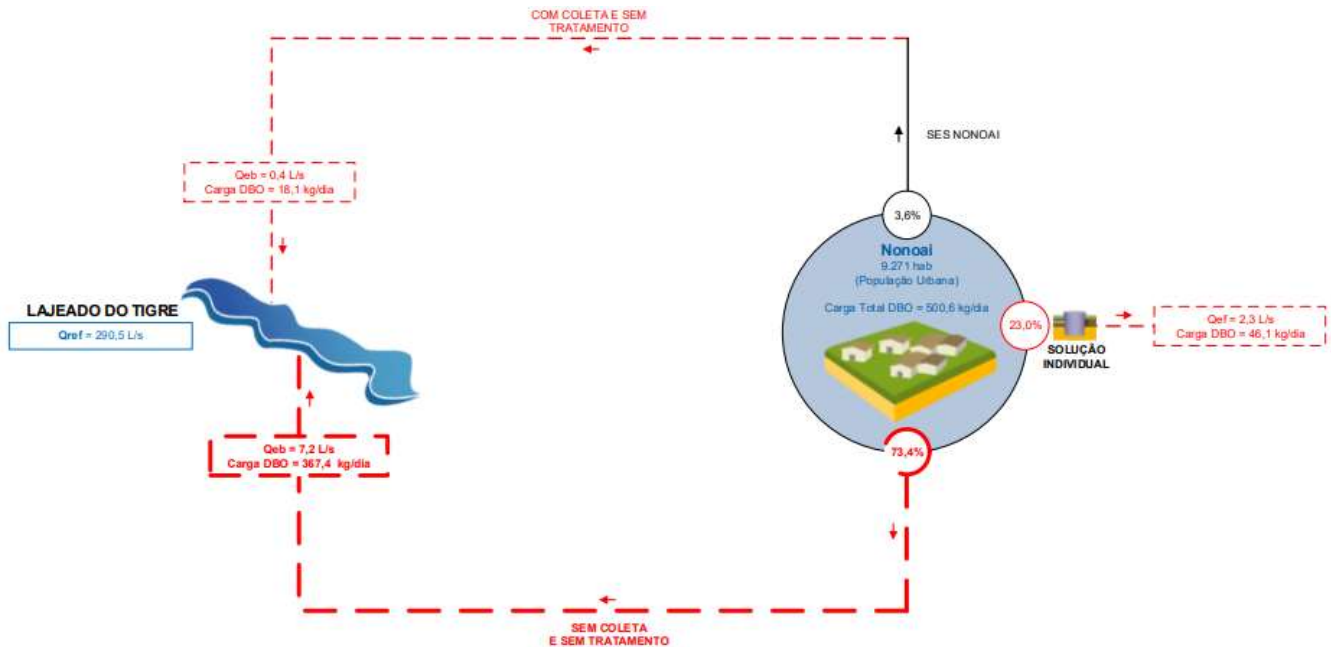 COM COLETA E SEM
TRATAMENTO
SES NONOAI
Qeb = 0,4 L/s
Carga DBO = 18,1 kg/dia
3,6%
Nonoai
9.271 hab
(População Urbana)
Carga Total DBO = 500,6 kg/dia
LAJEADO DO TIGRE
Qref = 290,5 L/s
23,0%
SOLUÇÃO
INDIVIDUAL
Qef = 2,3 L/s
Carga DBO = 46,1 kg/dia
Qeb = 7,2 L/s
Carga DBO = 367,4 kg/dia
73,4%
SEM COLETA
E SEM TRATAMENTO